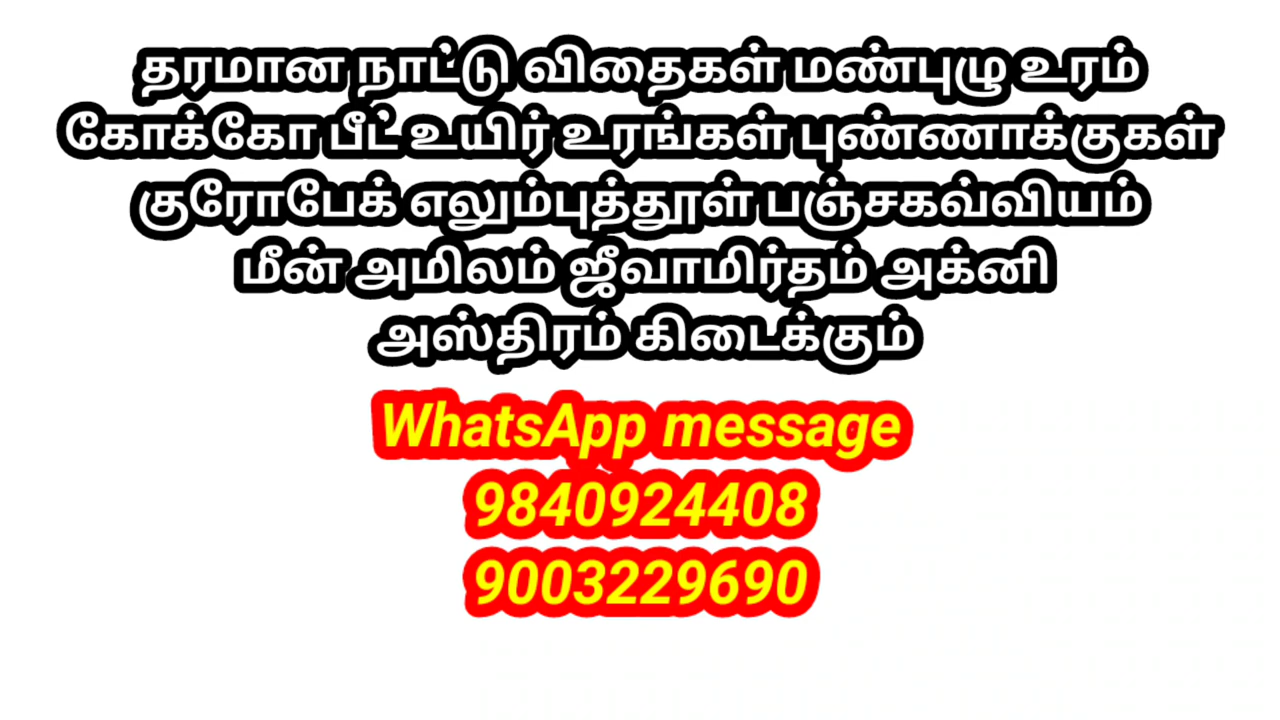 தரமான நாட்டு விதைகள் மண்புழு உரம்
கோக்கோ பீட் உயிர் உரங்கள் புண்ணாக்குகள்
குரோபேக் எலும்புத்தூள் பஞ்சகவ்வியம்
மீன் அமிலம் ஜீவாமிர்தம் அக்னி
அஸ்திரம் கிடைக்கும்
WhatsApp message
9840924408
9003229690